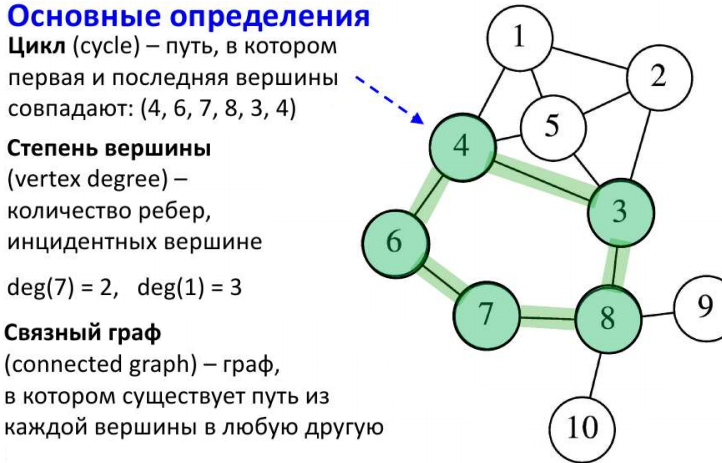 Основные определения
Цикл (cycle) – путь, в котором
первая и последняя вершины
совпадают: (4, 6, 7, 8, 3, 4)
Степень вершины
(vertex degree) –
количество ребер,
инцидентных вершине
deg(7) = 2, deg(1) = 3
Связный граф
(connected graph) – граф,
в котором существует путь из
каждой вершины в любую другую
1
2
5
4
3
6
7
8
9
10